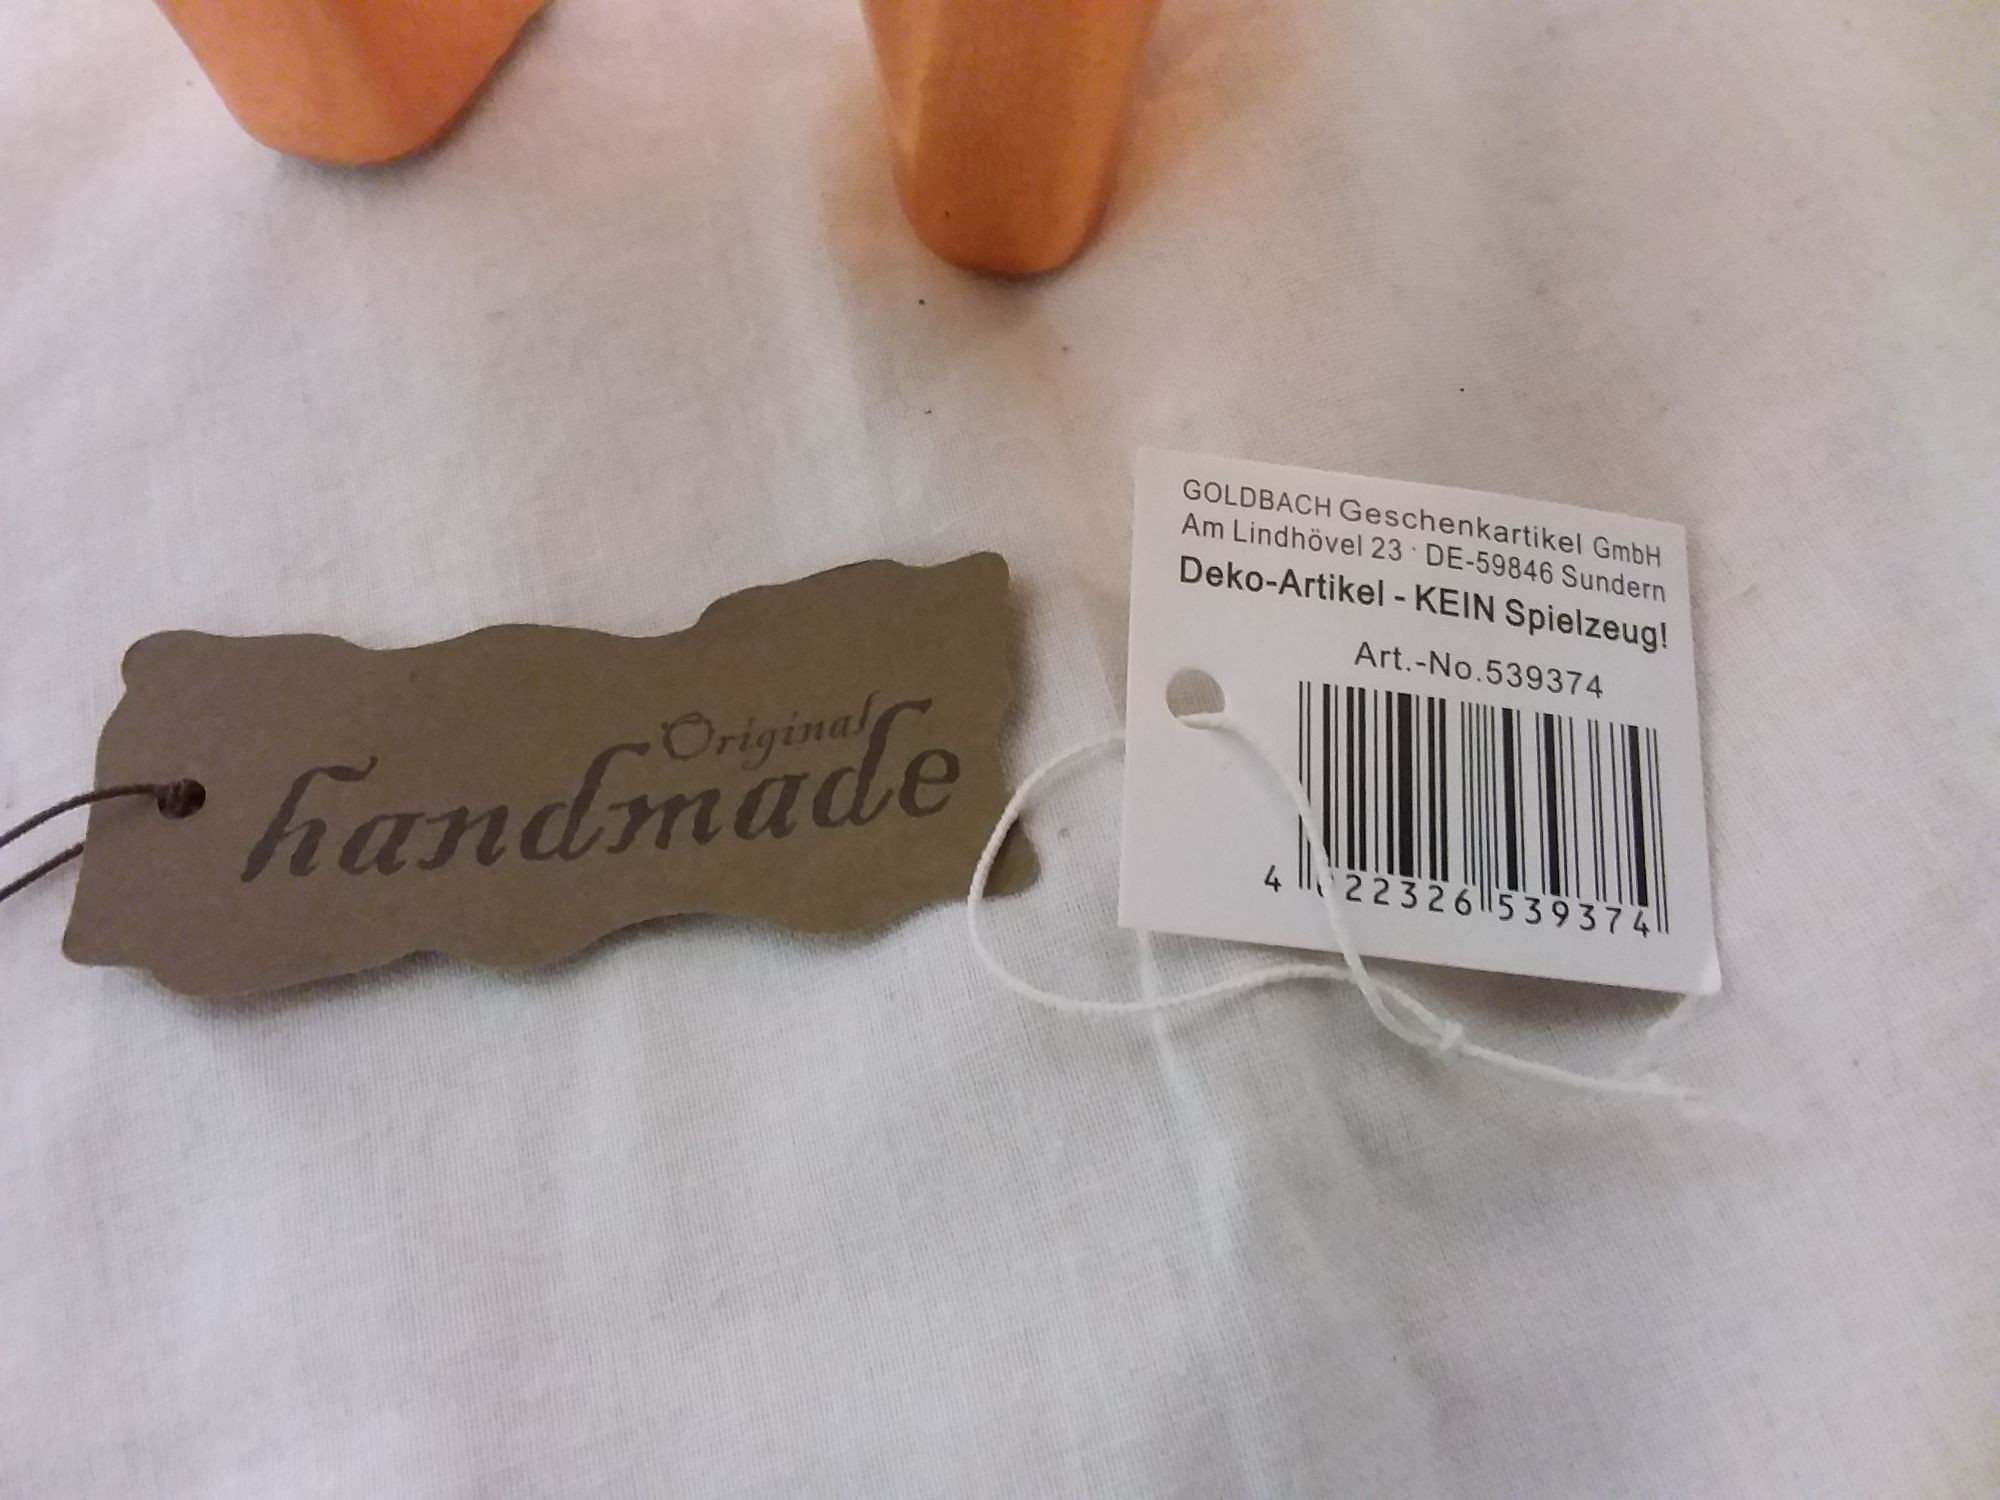 Original
handmade
GOLDBACH Geschenkartikel GmbH
Am Lindhövel 23 · DE-59846 Sundern
Deko-Artikel - KEIN Spielzeug!
Art.-No.539374
4 022326 539374